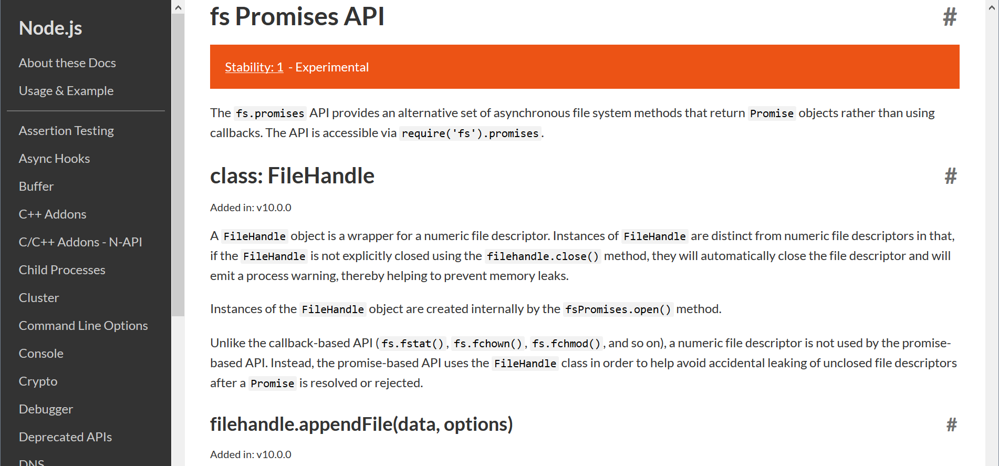 Node.js
About these Docs
Usage & Example
Assertion Testing
Async Hooks
Buffer
C++ Addons
C/C++ Addons - N-API
Child Processes
Cluster
Command Line Options
Console
Crypto
Debugger
Deprecated APIs
DNS
fs Promises API #
Stability: 1 - Experimental
The fs.promises API provides an alternative set of asynchronous file system methods that return Promise objects rather than using
callbacks. The API is accessible via require('fs').promises.
class: FileHandle #
Added in: v10.0.0
A FileHandle object is a wrapper for a numeric file descriptor. Instances of FileHandle are distinct from numeric file descriptors in that,
if the FileHandle is not explicitly closed using the filehandle.close() method, they will automatically close the file descriptor and will
emit a process warning, thereby helping to prevent memory leaks.
Instances of the FileHandle object are created internally by the fsPromises.open() method.
Unlike the callback-based API (fs.fstat(), fs.fchown(), fs.fchmod(), and so on), a numeric file descriptor is not used by the promise-
based API. Instead, the promise-based API uses the FileHandle class in order to help avoid accidental leaking of unclosed file descriptors
after a Promise is resolved or rejected.
filehandle.appendFile(data, options) #
Added in: v10.0.0